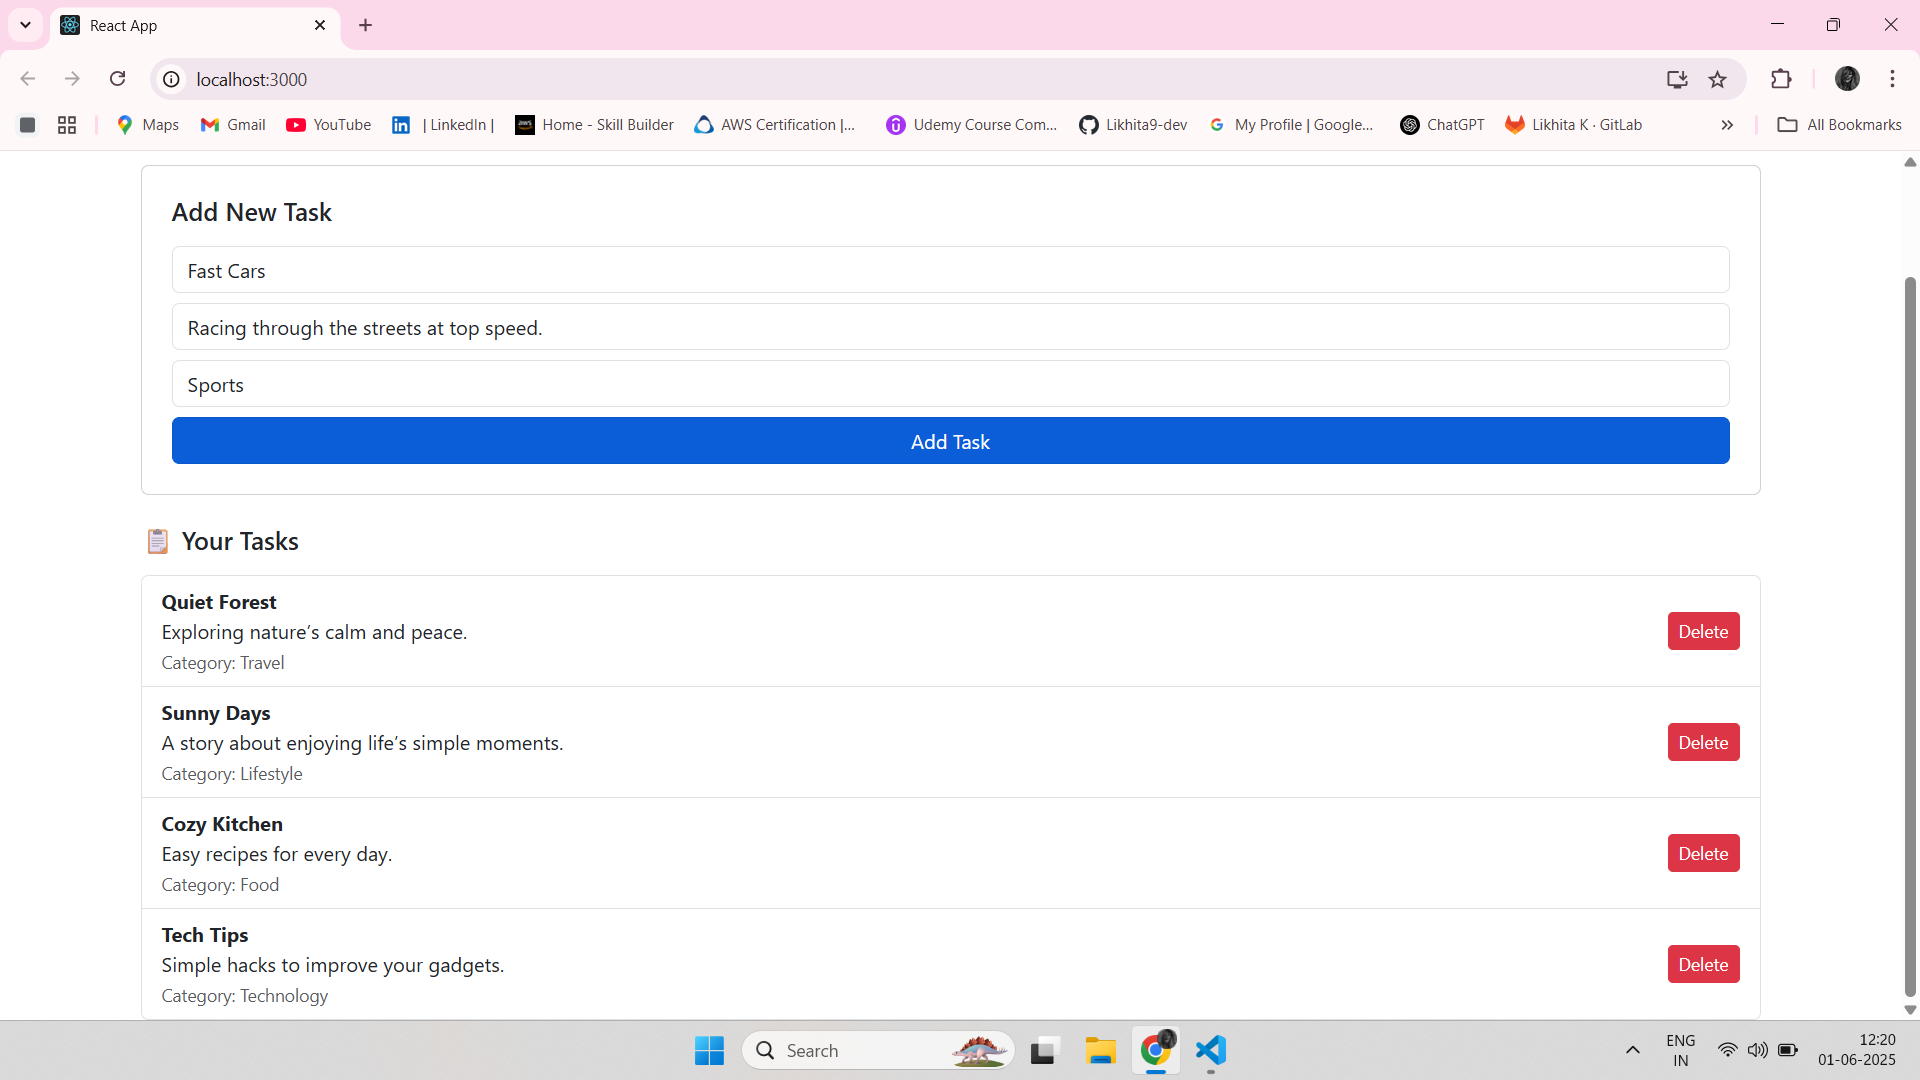 React App
localhost:3000
Maps Gmail YouTube | LinkedIn | Home - Skill Builder AWS Certification |... Udemy Course Com... Likhita9-dev My Profile | Google... ChatGPT Likhita K · GitLab » All Bookmarks
Add New Task
Fast Cars
Racing through the streets at top speed.
Sports
Add Task
Your Tasks
Quiet Forest
Exploring nature’s calm and peace.
Category: Travel
Delete
Sunny Days
A story about enjoying life’s simple moments.
Category: Lifestyle
Delete
Cozy Kitchen
Easy recipes for every day.
Category: Food
Delete
Tech Tips
Simple hacks to improve your gadgets.
Category: Technology
Delete
Search
ENG
IN
12:20
01-06-2025